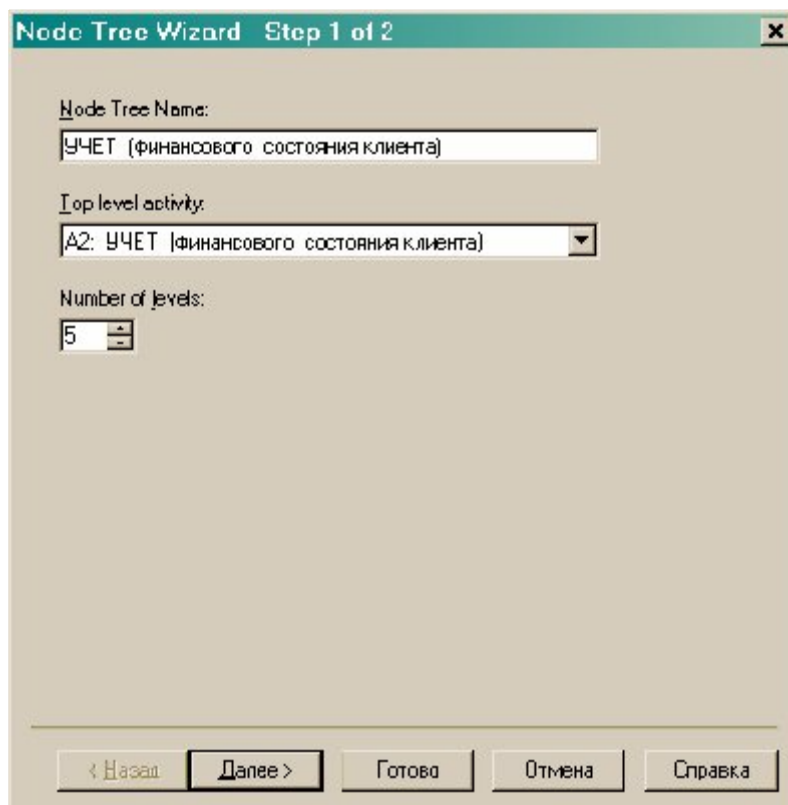 Node Tree Wizard Step 1 of 2
Node Tree Name:
УЧЕТ (финансового состояния клиента)
Top level activity:
A2: УЧЕТ (финансового состояния клиента)
Number of levels:
5
< Назад Далее > Готово Отмена Справка